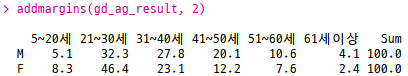 > addmargins(gd_ag_result, 2)
5~20세 21~30세 31~40세 41~50세 51~60세 61세이상 Sum
M 5.1 32.3 27.8 20.1 10.6 4.1 100.0
F 8.3 46.4 23.1 12.2 7.6 2.4 100.0